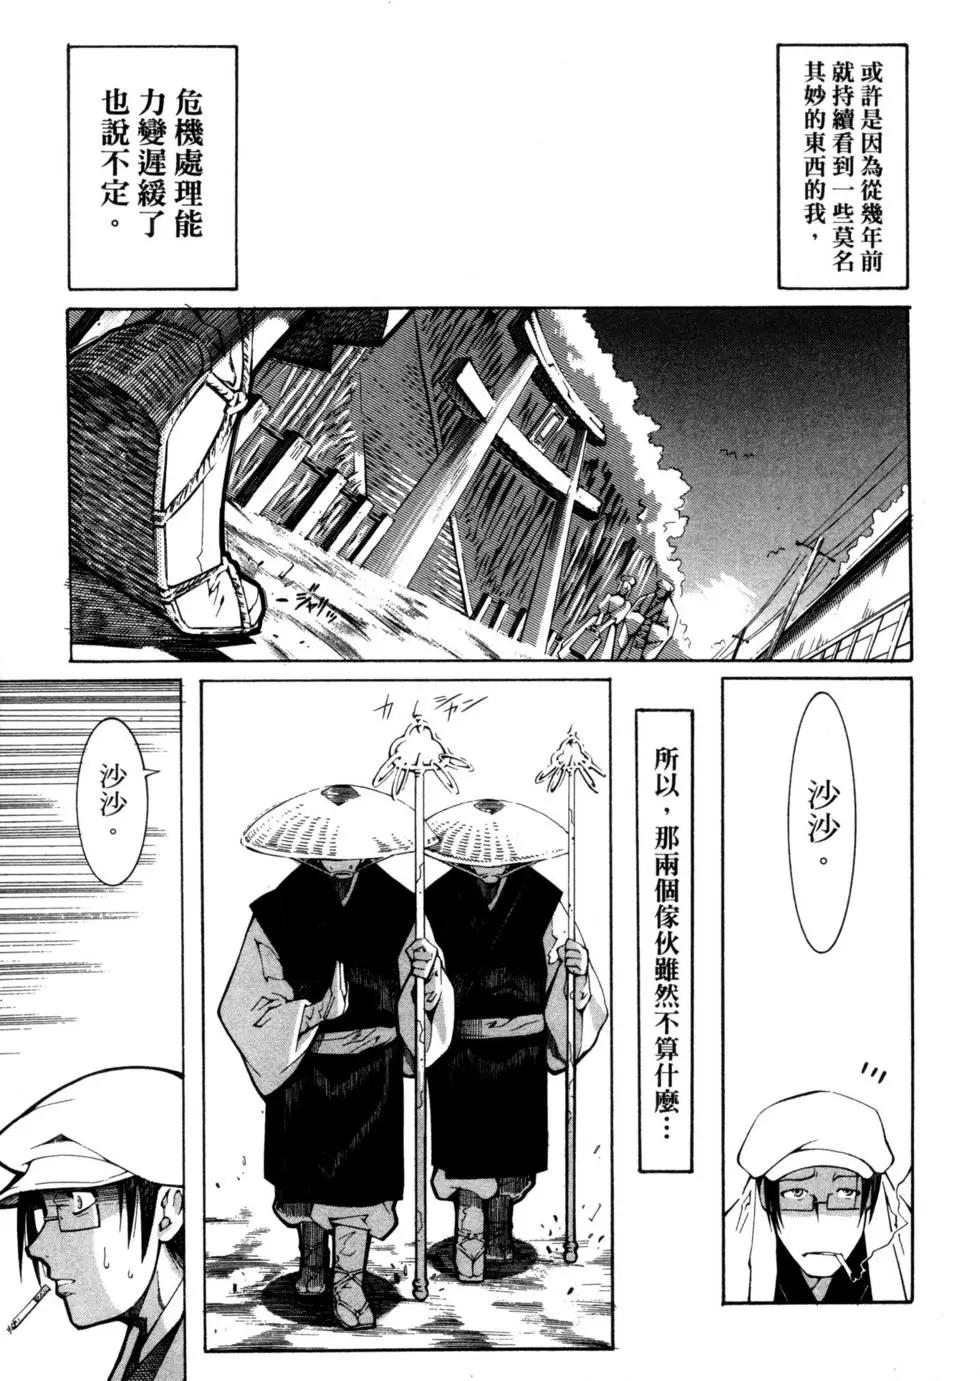 或許是因為從幾年前
就持續看到一些莫名
其妙的東西的我，
危機處理能
力變遲緩了
也說不定。
沙沙。
所以，那兩個傢伙雖然不算什麼…
カシャン
沙沙。